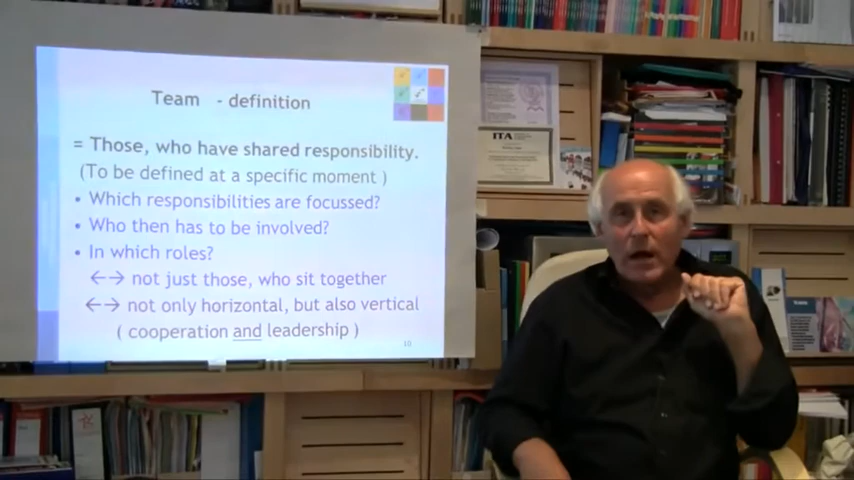 Team - definition
= Those, who have shared responsibility.
(To be defined at a specific moment )
• Which responsibilities are focussed?
• Who then has to be involved?
• In which roles?
←→ not just those, who sit together
←→ not only horizontal, but also vertical
( cooperation and leadership )
10
ITA